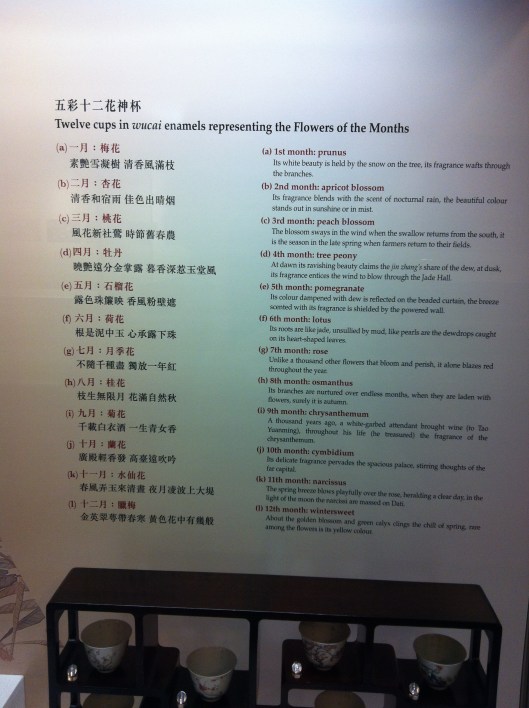 五彩十二花神杯
Twelve cups in wucai enamels representing the Flowers of the Months
(a) 一月：梅花
素艷雪凝樹 清香風滿枝
(b) 二月：杏花
清香和宿雨 佳色出晴烟
(c) 三月：桃花
風花新社鷰 時節舊春農
(d) 四月：牡丹
曉艷遠分金掌露 暮香深惹玉堂風
(e) 五月：石榴花
露色珠簾映 香風粉壁遮
(f) 六月：荷花
根是泥中玉 心承露下珠
(g) 七月：月季花
不隨千種盡 獨放一年紅
(h) 八月：桂花
枝生無限月 花滿自然秋
(i) 九月：菊花
千載白衣酒 一生青女香
(j) 十月：蘭花
廣殿輕香發 高臺遠吹吟
(k) 十一月：水仙花
春風弄玉來清晝 夜月凌波上大堤
(l) 十二月：臘梅
金英翠萼帶春寒 黃色花中有幾般
(a) 1st month: prunus
Its white beauty is held by the snow on the tree, its fragrance wafts through
the branches.
(b) 2nd month: apricot blossom
Its fragrance blends with the scent of nocturnal rain, the beautiful colour
stands out in sunshine or in mist.
(c) 3rd month: peach blossom
The blossom sways in the wind when the swallow returns from the south, it
is the season in the late spring when farmers return to their fields.
(d) 4th month: tree peony
At dawn its ravishing beauty claims the jin zhang's share of the dew, at dusk,
its fragrance entices the wind to blow through the Jade Hall.
(e) 5th month: pomegranate
Its colour dampened with dew is reflected on the beaded curtain, the breeze
scented with its fragrance is shielded by the powered wall.
(f) 6th month: lotus
Its roots are like jade, unsullied by mud, like pearls are the dewdrops caught
on its heart-shaped leaves.
(g) 7th month: rose
Unlike a thousand other flowers that bloom and perish, it alone blazes red
throughout the year.
(h) 8th month: osmanthus
Its branches are nurtured over endless months, when they are laden with
flowers, surely it is autumn.
(i) 9th month: chrysanthemum
A thousand years ago, a white-garbed attendant brought wine (to Tao
Yuanming), throughout his life (he treasured) the fragrance of the
chrysanthemum.
(j) 10th month: cymbidium
Its delicate fragrance pervades the spacious palace, stirring thoughts of the
far capital.
(k) 11th month: narcissus
The spring breeze blows playfully over the rose, heralding a clear day, in the
light of the moon the narcissi are massed on Dati.
(l) 12th month: wintersweet
About the golden blossom and green calyx clings the chill of spring, rare
among the flowers is its yellow colour.